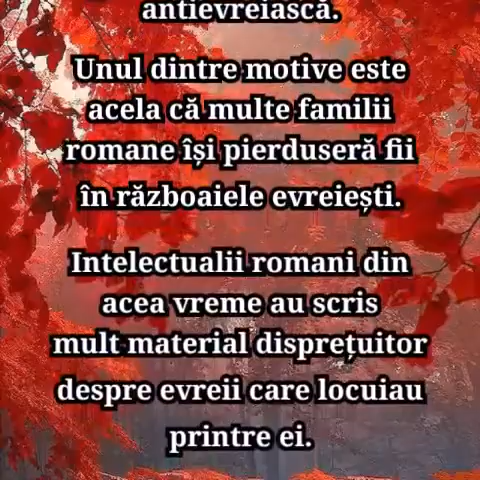 antievreiască.
Unul dintre motive este
acela că multe familii
romane își pierduseră fii
în războaiele evreiești.
Intelectualii romani din
acea vreme au scris
mult material disprețuitor
despre evreii care locuiau
printre ei.